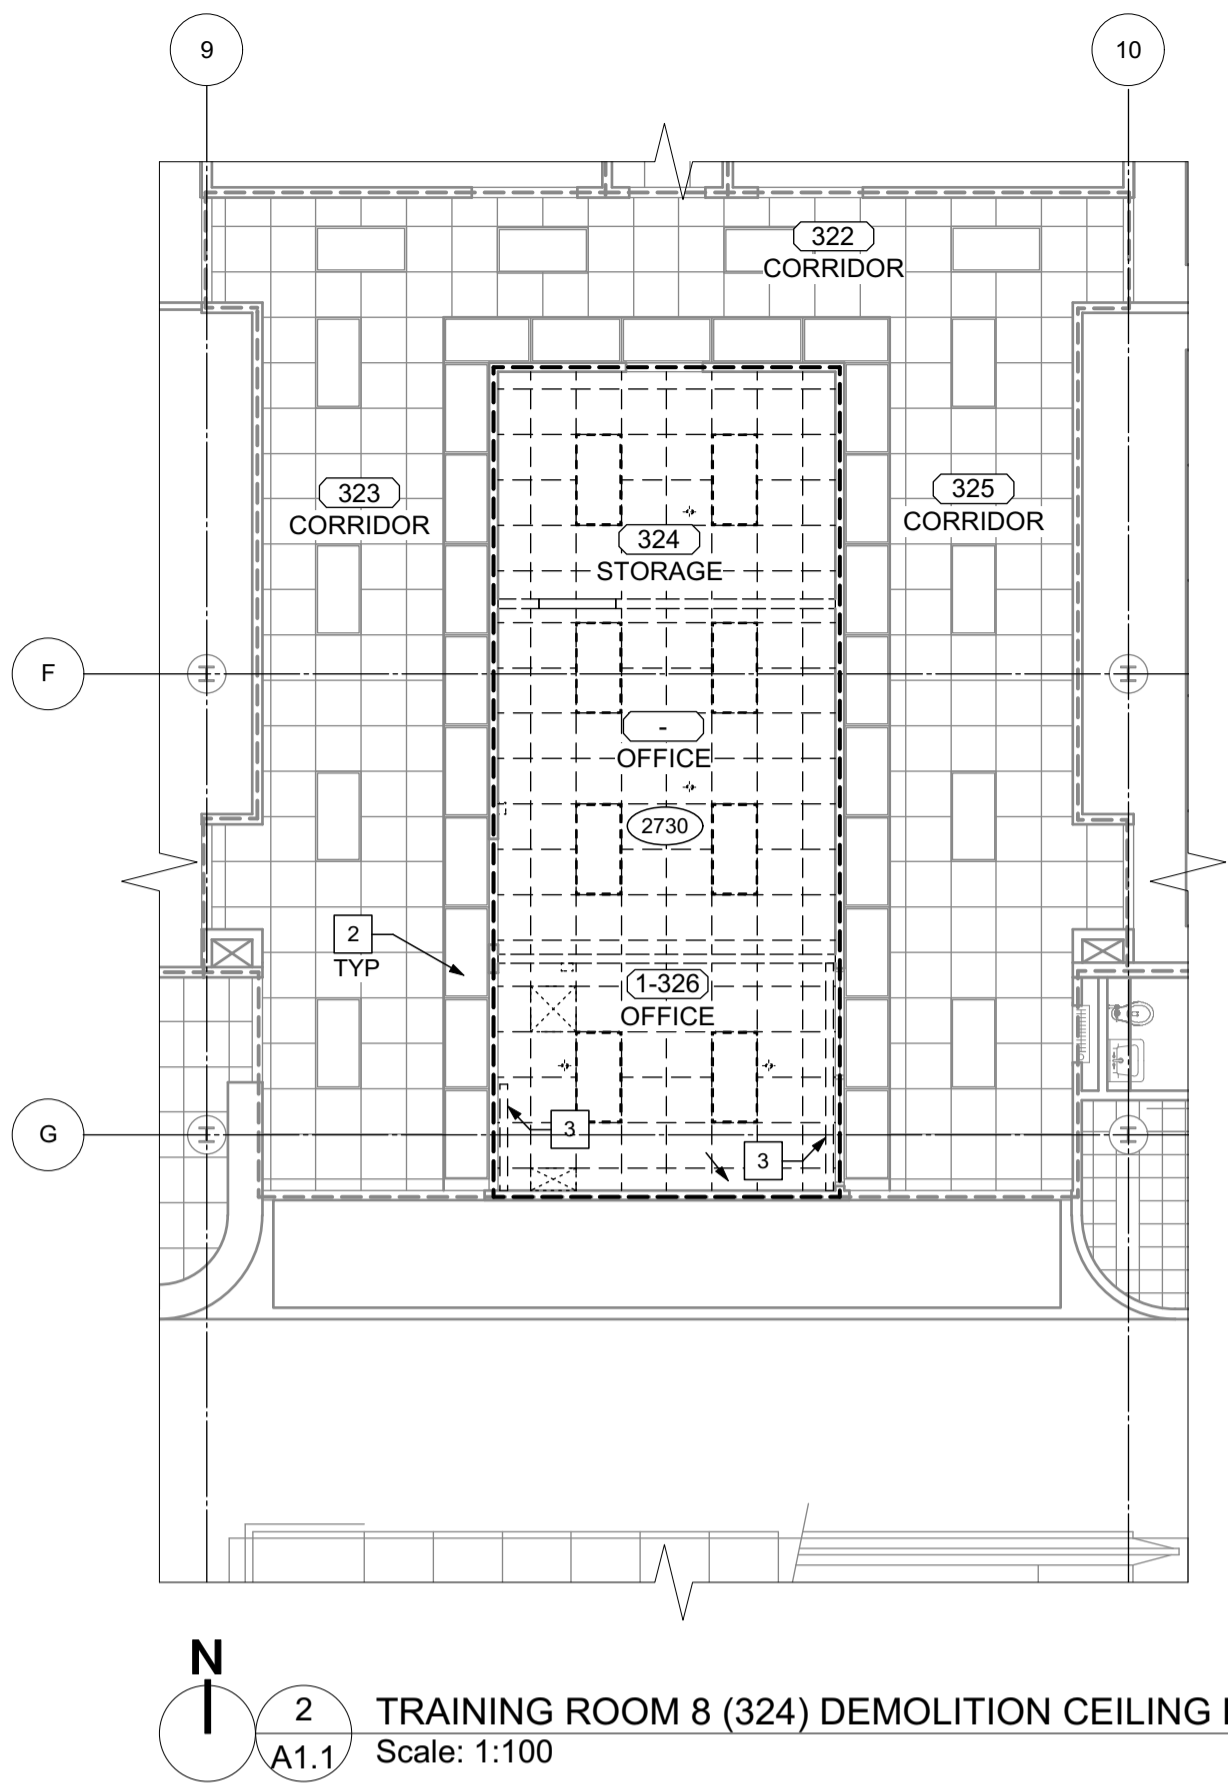 9
10
322
CORRIDOR
323
CORRIDOR
325
CORRIDOR
324
STORAGE
F
-
OFFICE
2730
2
TYP
1-326
OFFICE
G
3
3
N
2
A1.1
TRAINING ROOM 8 (324) DEMOLITION CEILING
Scale: 1:100